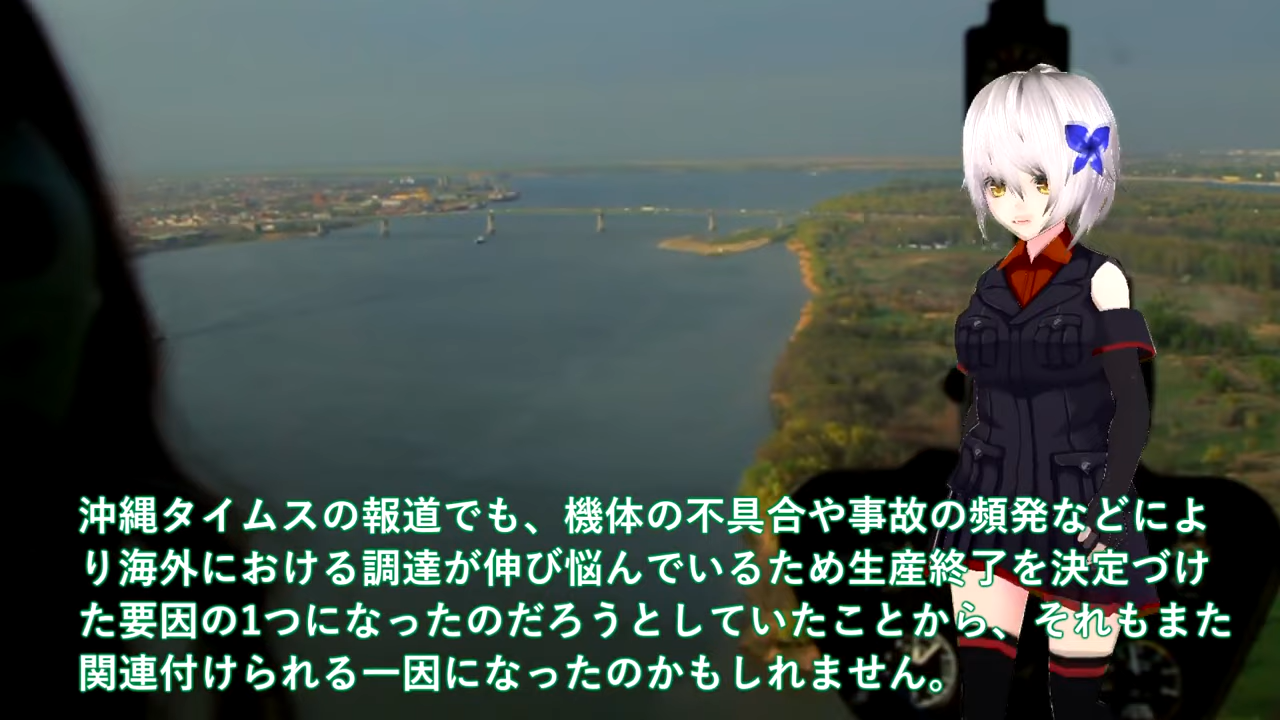 沖縄タイムスの報道でも、機体の不具合や事故の頻発などによ
り海外における調達が伸び悩んでいるため生産終了を決定づけ
た要因の1つになったのだろうとしていたことから、それもまた
関連付けられる一因になったのかもしれません。